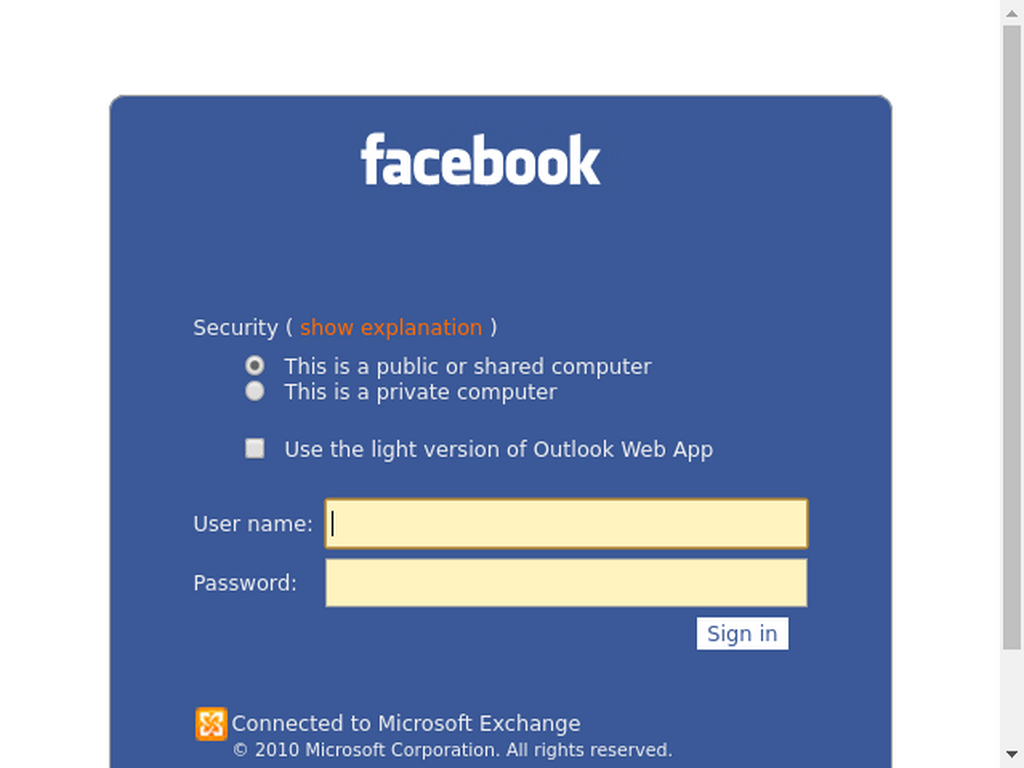 facebook
Security ( show explanation )
This is a public or shared computer
This is a private computer
Use the light version of Outlook Web App
User name:
Password:
Sign in
Connected to Microsoft Exchange
© 2010 Microsoft Corporation. All rights reserved.